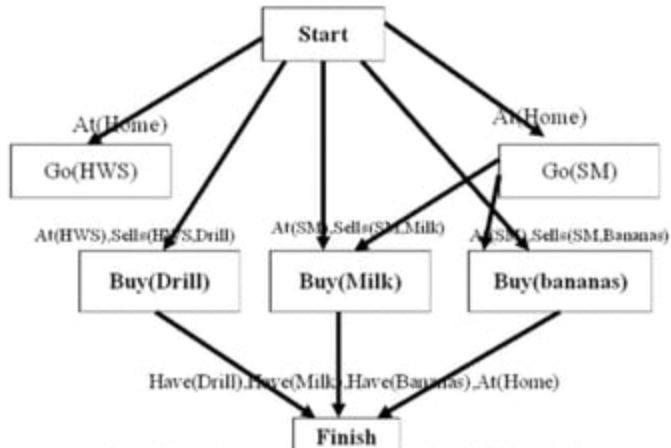 Start
At(Home)
At(Home)
Go(HWS)
Go(SM)
At(HWS),Sells(HWS,Drill)
At(SM),Sells(SM,Milk)
At(SM),Sells(SM,Bananas)
Buy(Drill)
Buy(Milk)
Buy(bananas)
Have(Drill),Have(Milk),Have(Bananas),At(Home)
Finish